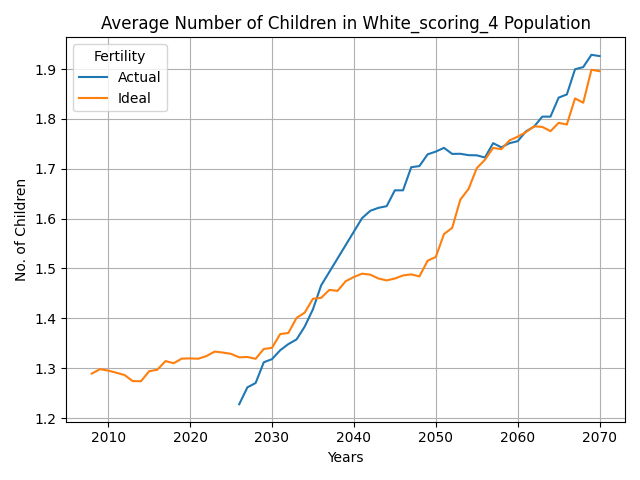 Average Number of Children in White_scoring_4 Population
Fertility
Actual
Ideal
No. of Children
1.9
1.8
1.7
1.6
1.5
1.4
1.3
1.2
2010 2020 2030 2040 2050 2060 2070
Years